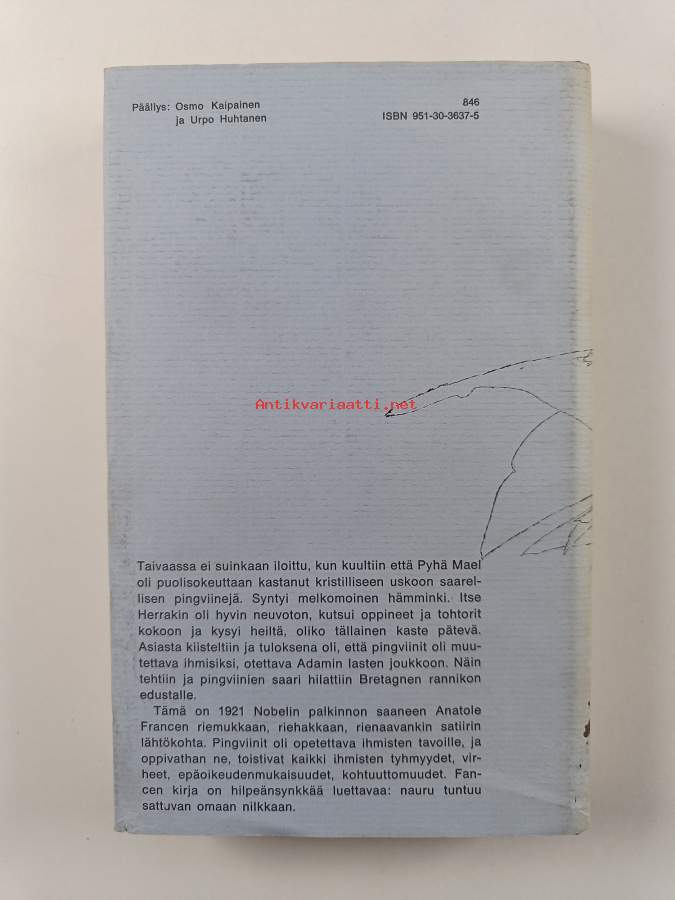 Päällys: Osmo Kaipainen
ja Urpo Huhtanen
846
ISBN 951-30-3637-5
Antikvariaatti.net
Taivaassa ei suinkaan iloittu, kun kuultiin että Pyhä Mael
oli puolisokeuttaan kastanut kristilliseen uskoon saarel-
lisen pingviinejä. Syntyi melkomoinen hämminki. Itse
Herrakin oli hyvin neuvoton, kutsui oppineet ja tohtorit
kokoon ja kysyi heiltä, oliko tällainen kaste pätevä.
Asiasta kiisteltiin ja tuloksena oli, että pingviinit oli muu-
tettava ihmisiksi, otettava Adamin lasten joukkoon. Näin
tehtiin ja pingviinien saari hilattiin Bretagnen rannikon
edustalle.
Tämä on 1921 Nobelin palkinnon saaneen Anatole
Francen riemukkaan, riehakkaan, rienaavankin satiirin
lähtökohta. Pingviinit oli opetettava ihmisten tavoille, ja
oppivathan ne, toistivat kaikki ihmisten tyhmyydet, vir-
heet, epäoikeudenmukaisuudet, kohtuuttomuudet. Fan-
cen kirja on hilpeänsynkkää luettavaa: nauru tuntuu
sattuvan omaan nilkkaan.